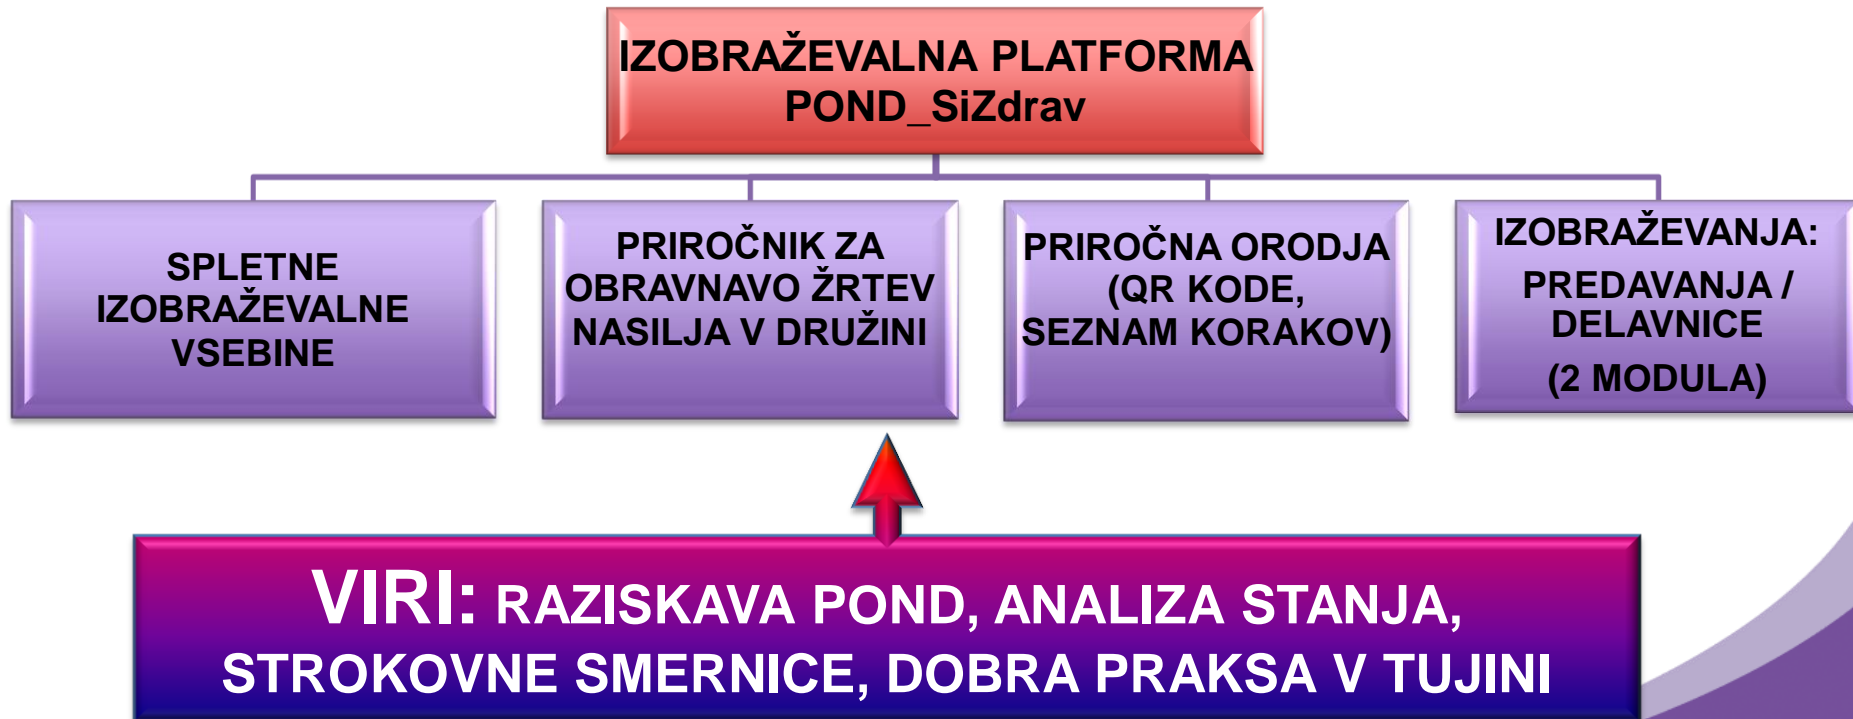 IZOBRAŽEVALNA PLATFORMA
POND_SiZdrav
SPLETNE
IZOBRAŽEVALNE
VSEBINE
PRIROČNIK ZA
OBRAVNAVO ŽRTEV
NASILJA V DRUŽINI
PRIROČNA ORODJA
(QR KODE,
SEZNAM KORAKOV)
IZOBRAŽEVANJA:
PREDAVANJA /
DELAVNICE
(2 MODULA)
VIRI: RAZISKAVA POND, ANALIZA STANJA,
STROKOVNE SMERNICE, DOBRA PRAKSA V TUJINI